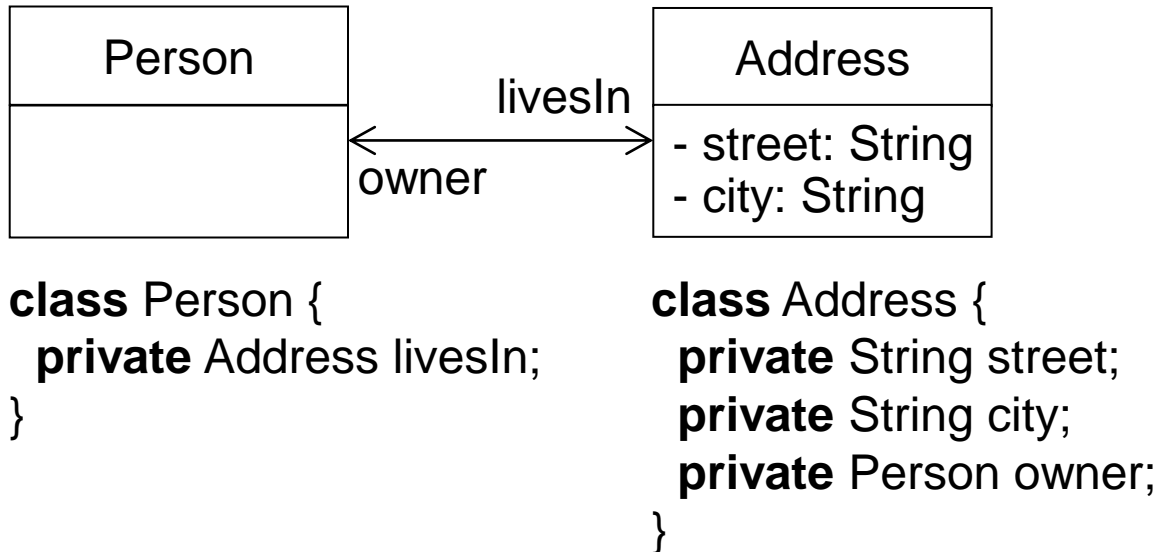 Person
Address
livesIn
owner
- street: String
- city: String
class Person {
private Address livesIn;
}
class Address {
private String street;
private String city;
private Person owner;
}